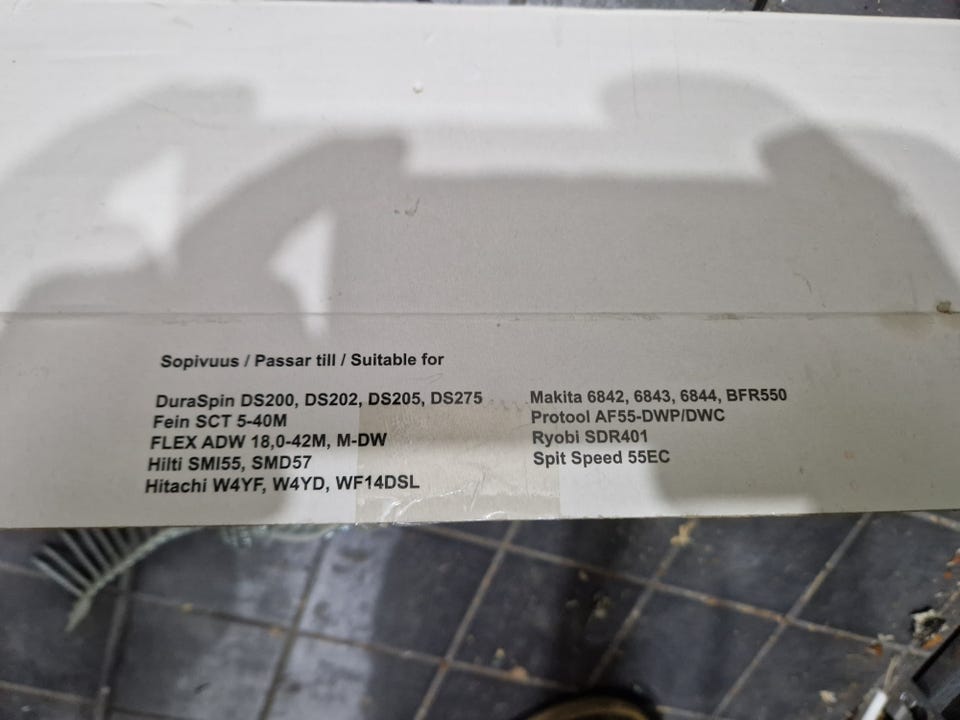 Sopivuus / Passar till / Suitable for
DuraSpin DS200, DS202, DS205, DS275
Fein SCT 5-40M
FLEX ADW 18,0-42M, M-DW
Hilti SMI55, SMD57
Hitachi W4YF, W4YD, WF14DSL
Makita 6842, 6843, 6844, BFR550
Protool AF55-DWP/DWC
Ryobi SDR401
Spit Speed 55EC